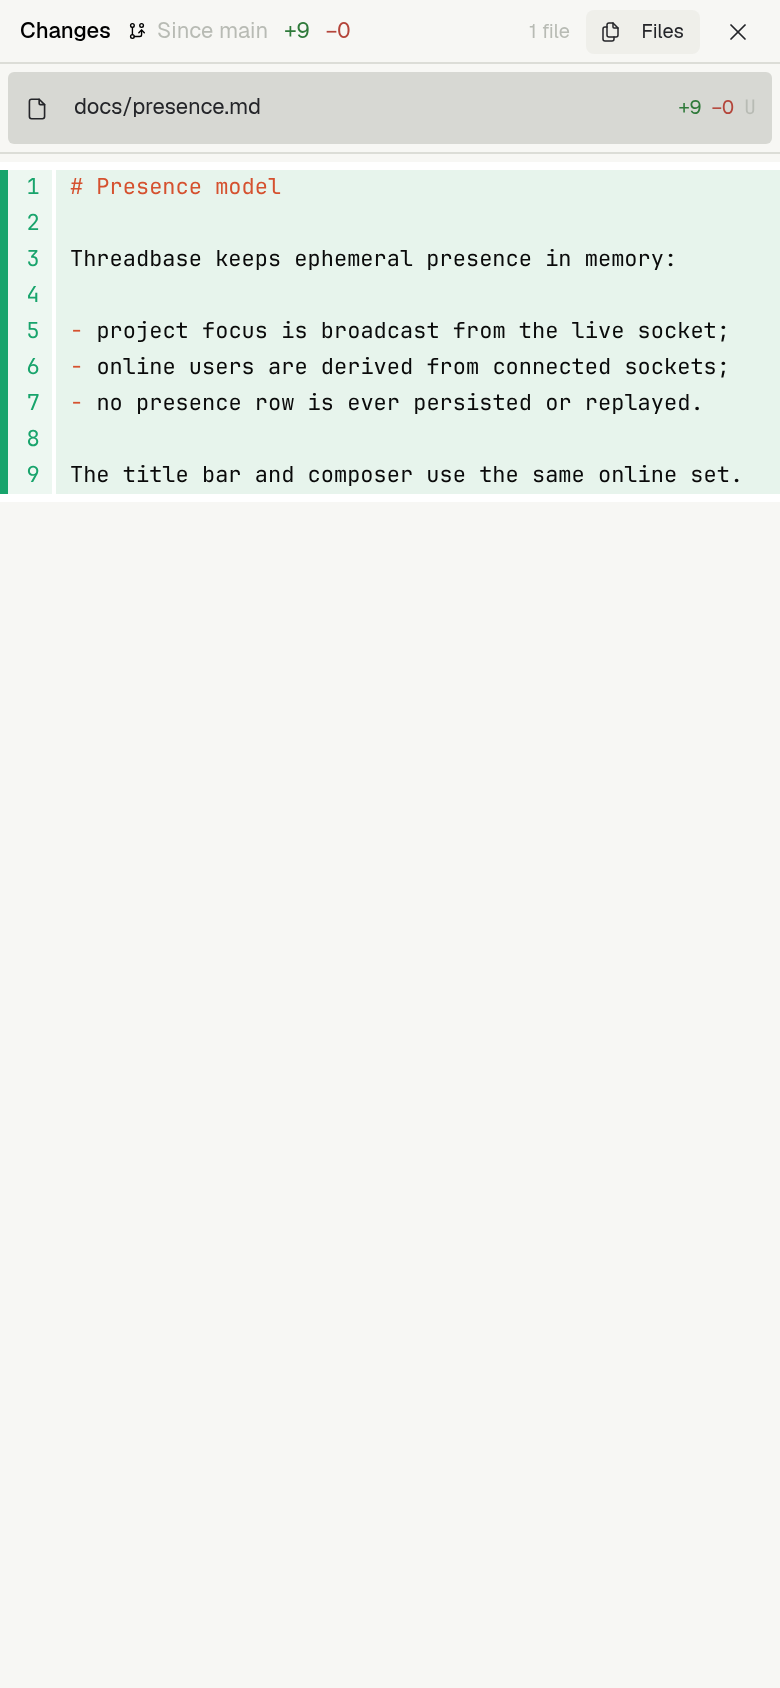 Changes Since main +9 −0 1 file Files
docs/presence.md +9 −0 U
1 # Presence model
2
3 Threadbase keeps ephemeral presence in memory:
4
5 - project focus is broadcast from the live socket;
6 - online users are derived from connected sockets;
7 - no presence row is ever persisted or replayed.
8
9 The title bar and composer use the same online set.